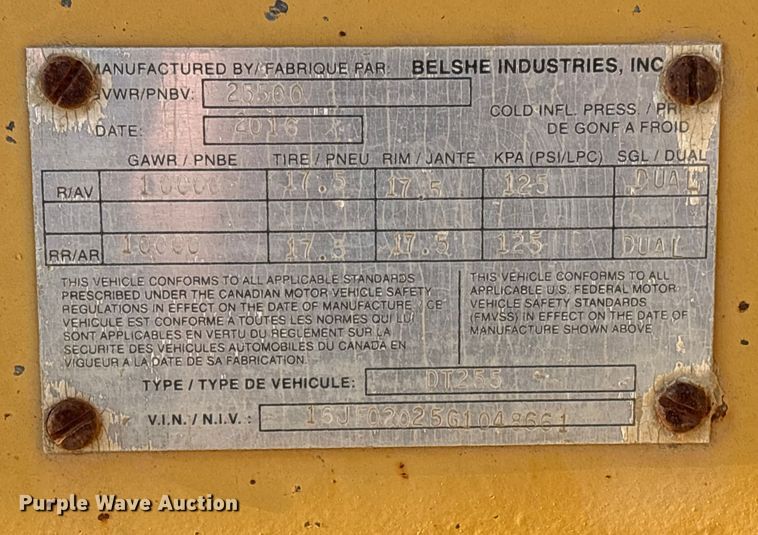 MANUFACTURED BY/FABRIQUE PAR: BELSHE INDUSTRIES, INC
GVWR/PNBV: 25500
DATE: 2016
COLD INFL. PRESS. / PR
DE GONF A FROID
GAWR / PNBE TIRE / PNEU RIM / JANTE KPA (PSI/LPC) SGL / DUAL
R/AV 10000 17.5 17.5 125 DUAL
RR/AR 10000 17.5 17.5 125 DUAL
THIS VEHICLE CONFORMS TO ALL APPLICABLE STANDARDS
PRESCRIBED UNDER THE CANADIAN MOTOR VEHICLE SAFETY
REGULATIONS IN EFFECT ON THE DATE OF MANUFACTURE / CE
VEHICULE EST CONFORME A TOUTES LES NORMES QUI LUI
SONT APPLICABLES EN VERTU DU REGLEMENT SUR LA
SECURITE DES VEHICULES AUTOMOBILES DU CANADA EN
VIGUEUR A LA DATE DE SA FABRICATION.
THIS VEHICLE CONFORMS TO ALL
APPLICABLE U.S. FEDERAL MOTOR
VEHICLE SAFETY STANDARDS
(FMVSS) IN EFFECT ON THE DATE OF
MANUFACTURE SHOWN ABOVE
TYPE / TYPE DE VEHICULE: DT255
V.I.N. / N.I.V. :
Purple Wave Auction